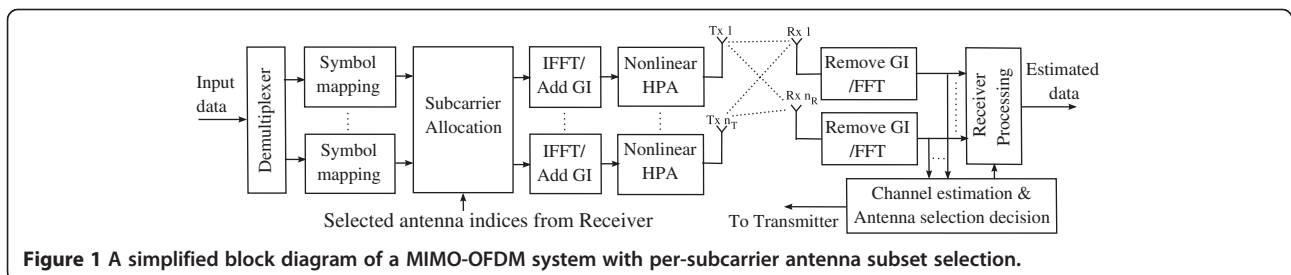 Input
data
Demultiplexer
Symbol
mapping
Symbol
mapping
Subcarrier
Allocation
IFFT/
Add GI
IFFT/
Add GI
Nonlinear
HPA
Nonlinear
HPA
Tx 1
Tx n_T
Rx 1
Rx n_R
Remove GI
/FFT
Remove GI
/FFT
Receiver
Processing
Estimated
data
Channel estimation &
Antenna selection decision
To Transmitter
Selected antenna indices from Receiver
Figure 1 A simplified block diagram of a MIMO-OFDM system with per-subcarrier antenna subset selection.